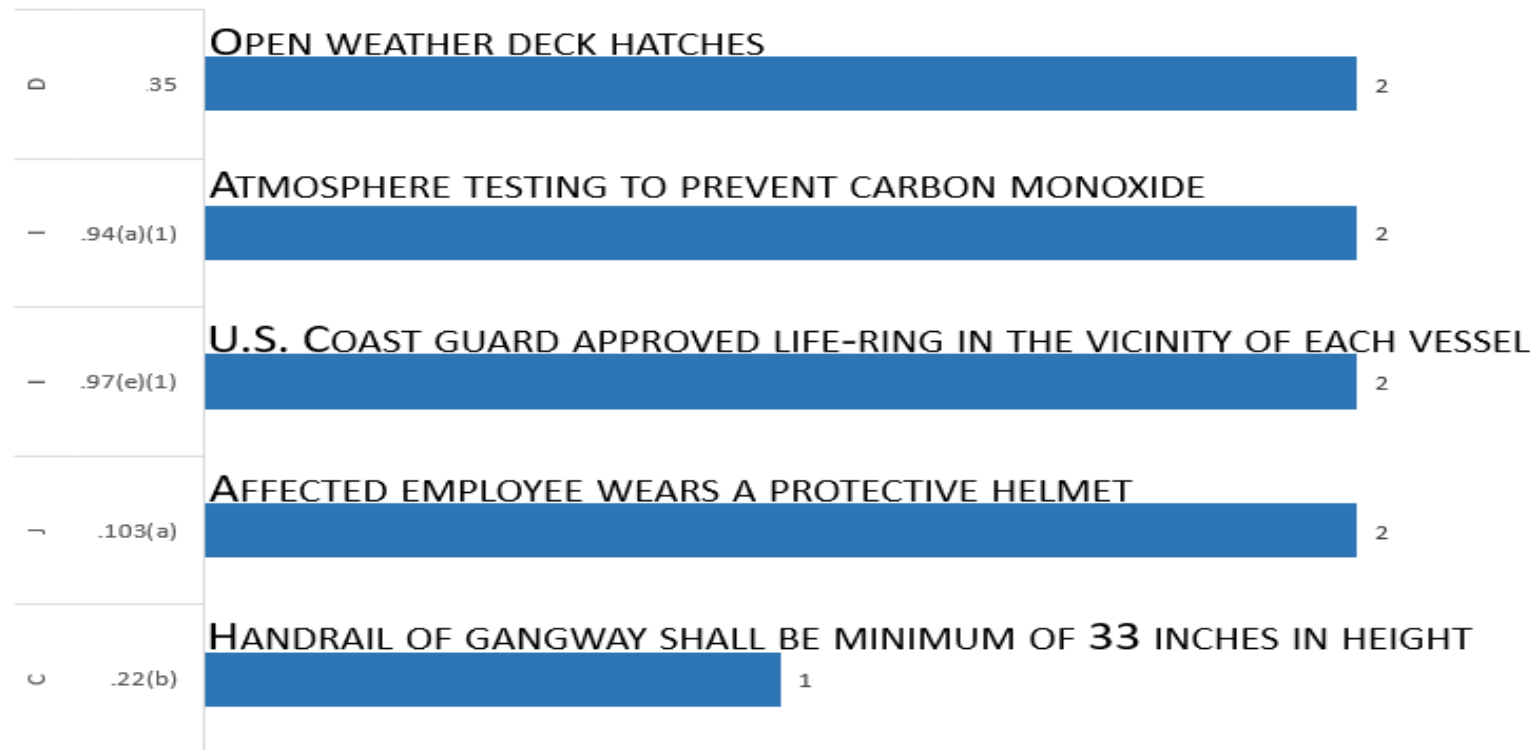 OPEN WEATHER DECK HATCHES
D .35 2
ATMOSPHERE TESTING TO PREVENT CARBON MONOXIDE
I .94(a)(1) 2
U.S. COAST GUARD APPROVED LIFE-RING IN THE VICINITY OF EACH VESSEL
I .97(e)(1) 2
AFFECTED EMPLOYEE WEARS A PROTECTIVE HELMET
J .103(a) 2
HANDRAIL OF GANGWAY SHALL BE MINIMUM OF 33 INCHES IN HEIGHT
C .22(b) 1